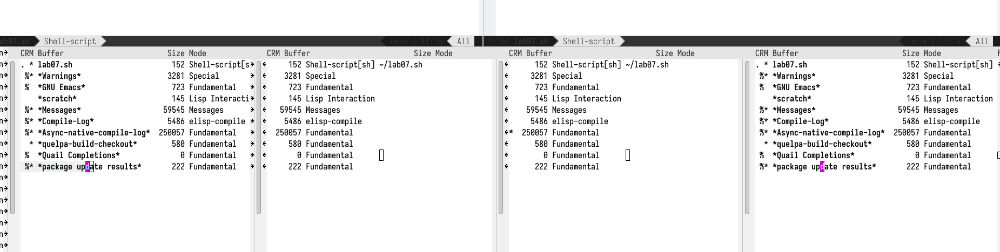 ab07.sh Shell-script unix | 11:15 All * 152 lab07.sh Shell-script unix | 11:14 All
CRM Buffer Size Mode CRM Buffer Size Mode CRM Buffer Size Mode CRM Buffer Size Mode
. * lab07.sh 152 Shell-script[s 152 Shell-script[sh] ~/lab07.sh 152 Shell-script[sh] ~/lab07.sh . * lab07.sh 152 Shell-script[sh]
%* *Warnings* 3281 Special 3281 Special 3281 Special %* *Warnings* 3281 Special
% *GNU Emacs* 723 Fundamental 723 Fundamental 723 Fundamental % *GNU Emacs* 723 Fundamental
*scratch* 145 Lisp Interacti 145 Lisp Interaction 145 Lisp Interaction *scratch* 145 Lisp Interaction
%* *Messages* 59545 Messages 59545 Messages 59545 Messages %* *Messages* 59545 Messages
%* *Compile-Log* 5486 elisp-compile 5486 elisp-compile 5486 elisp-compile %* *Compile-Log* 5486 elisp-compile
%* *Async-native-compile-log* 250057 Fundamental 250057 Fundamental * 250057 Fundamental %* *Async-native-compile-log* 250057 Fundamental
* *quelpa-build-checkout* 580 Fundamental 580 Fundamental 580 Fundamental * *quelpa-build-checkout* 580 Fundamental
% *Quail Completions* 0 Fundamental 0 Fundamental 0 Fundamental % *Quail Completions* 0 Fundamental
%* *package update results* 222 Fundamental 222 Fundamental 222 Fundamental %* *package update results* 222 Fundamental